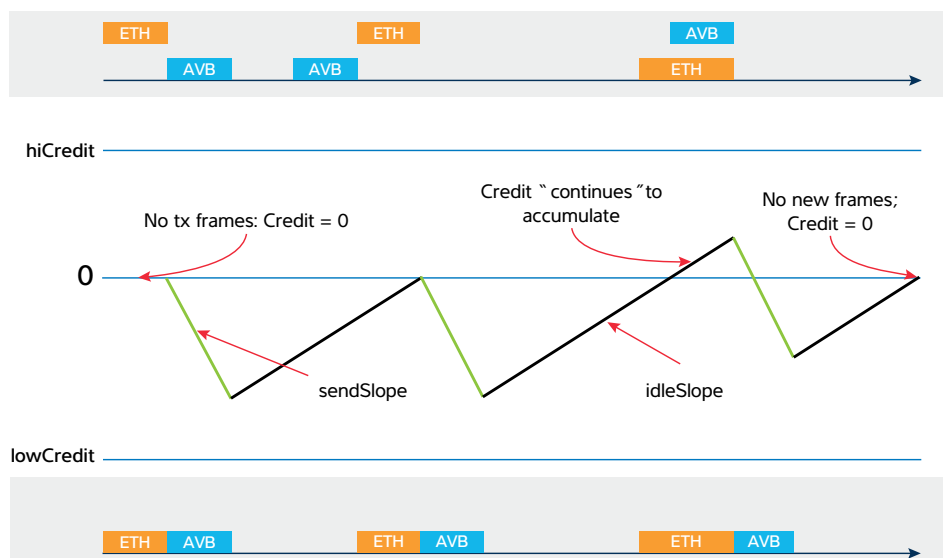 ETH ETH AVB
AVB AVB ETH
hiCredit
Credit “continues” to
accumulate
No new frames;
Credit = 0
No tx frames: Credit = 0
0
sendSlope
idleSlope
lowCredit
ETH AVB ETH AVB ETH AVB